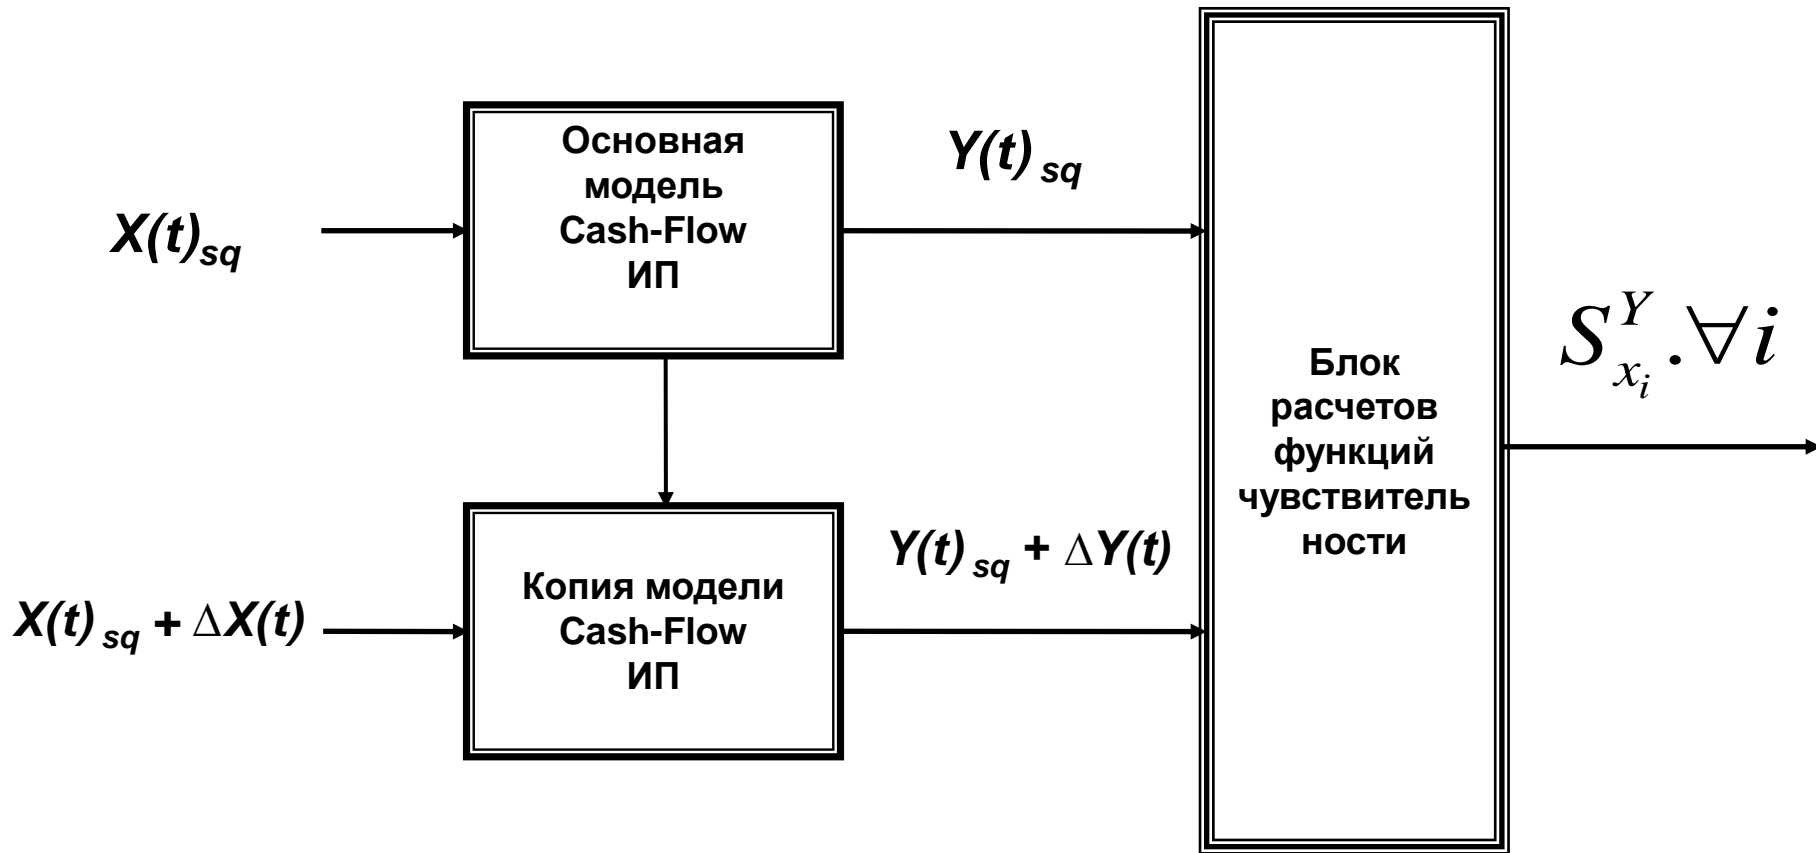 Основная
модель
Cash-Flow
ИП
X(t)sq
Y(t) sq
S^Y_{x_i} . ∀i
Блок
расчетов
функций
чувствитель
ности
Копия модели
Cash-Flow
ИП
X(t) sq + ΔX(t)
Y(t) sq + ΔY(t)